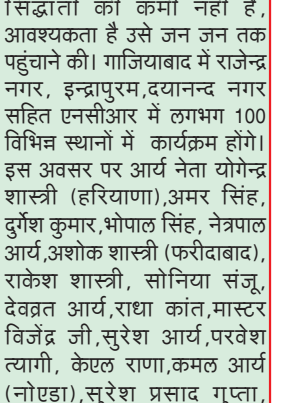 सिद्धांतों की कमी नहीं है,
आवश्यकता है उसे जन जन तक
पहुंचाने की। गाजियाबाद में राजेन्द्र
नगर, इन्द्रापुरम,दयानन्द नगर
सहित एनसीआर में लगभग 100
विभिन्न स्थानों में कार्यक्रम होंगे।
इस अवसर पर आर्य नेता योगेन्द्र
शास्त्री (हरियाणा),अमर सिंह,
दुर्गेश कुमार,भोपाल सिंह, नेत्रपाल
आर्य,अशोक शास्त्री (फरीदाबाद),
राकेश शास्त्री, सोनिया संजू,
देवव्रत आर्य,राधा कांत,मास्टर
विजेंद्र जी,सुरेश आर्य,परवेश
त्यागी, केएल राणा,कमल आर्य
(नोएडा),सुरेश प्रसाद गुप्ता,